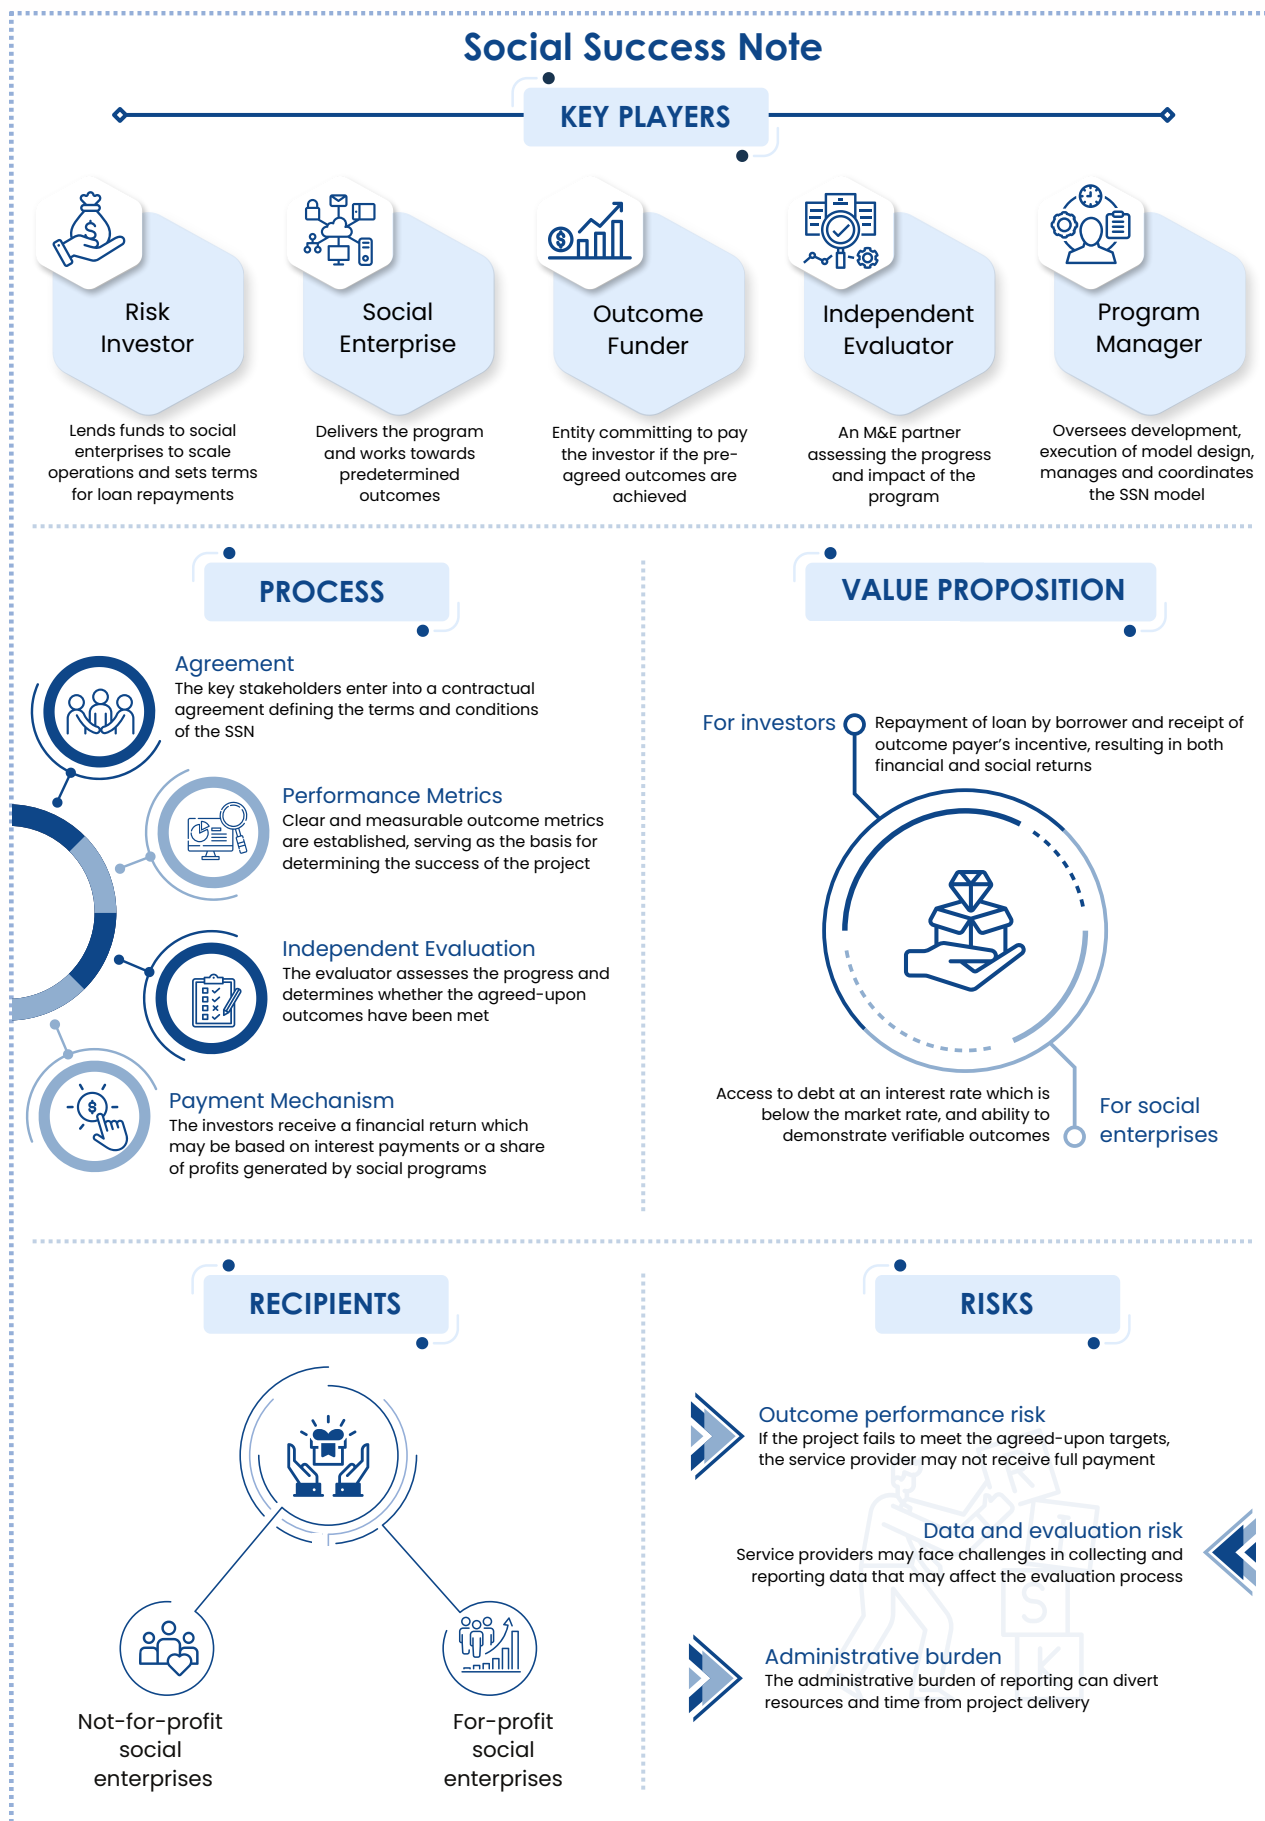 Social Success Note
KEY PLAYERS
Risk
Investor
Lends funds to social
enterprises to scale
operations and sets terms
for loan repayments
Social
Enterprise
Delivers the program
and works towards
predetermined
outcomes
Outcome
Funder
Entity committing to pay
the investor if the pre-
agreed outcomes are
achieved
Independent
Evaluator
An M&E partner
assessing the progress
and impact of the
program
Program
Manager
Oversees development,
execution of model design,
manages and coordinates
the SSN model
PROCESS
Agreement
The key stakeholders enter into a contractual
agreement defining the terms and conditions
of the SSN
Performance Metrics
Clear and measurable outcome metrics
are established, serving as the basis for
determining the success of the project
Independent Evaluation
The evaluator assesses the progress and
determines whether the agreed-upon
outcomes have been met
Payment Mechanism
The investors receive a financial return which
may be based on interest payments or a share
of profits generated by social programs
VALUE PROPOSITION
For investors
Repayment of loan by borrower and receipt of
outcome payer’s incentive, resulting in both
financial and social returns
Access to debt at an interest rate which is
below the market rate, and ability to
demonstrate verifiable outcomes
For social
enterprises
RECIPIENTS
Not-for-profit
social
enterprises
For-profit
social
enterprises
RISKS
Outcome performance risk
If the project fails to meet the agreed-upon targets,
the service provider may not receive full payment
Data and evaluation risk
Service providers may face challenges in collecting and
reporting data that may affect the evaluation process
Administrative burden
The administrative burden of reporting can divert
resources and time from project delivery
R
I
S
K